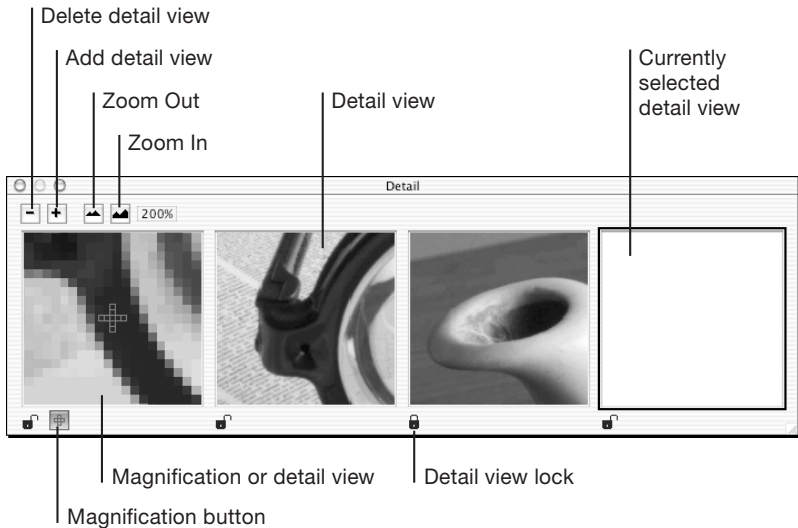 Delete detail view
Add detail view
Currently
selected
detail view
Zoom Out
Detail view
Zoom In
Detail
200%
Magnification or detail view
Detail view lock
Magnification button